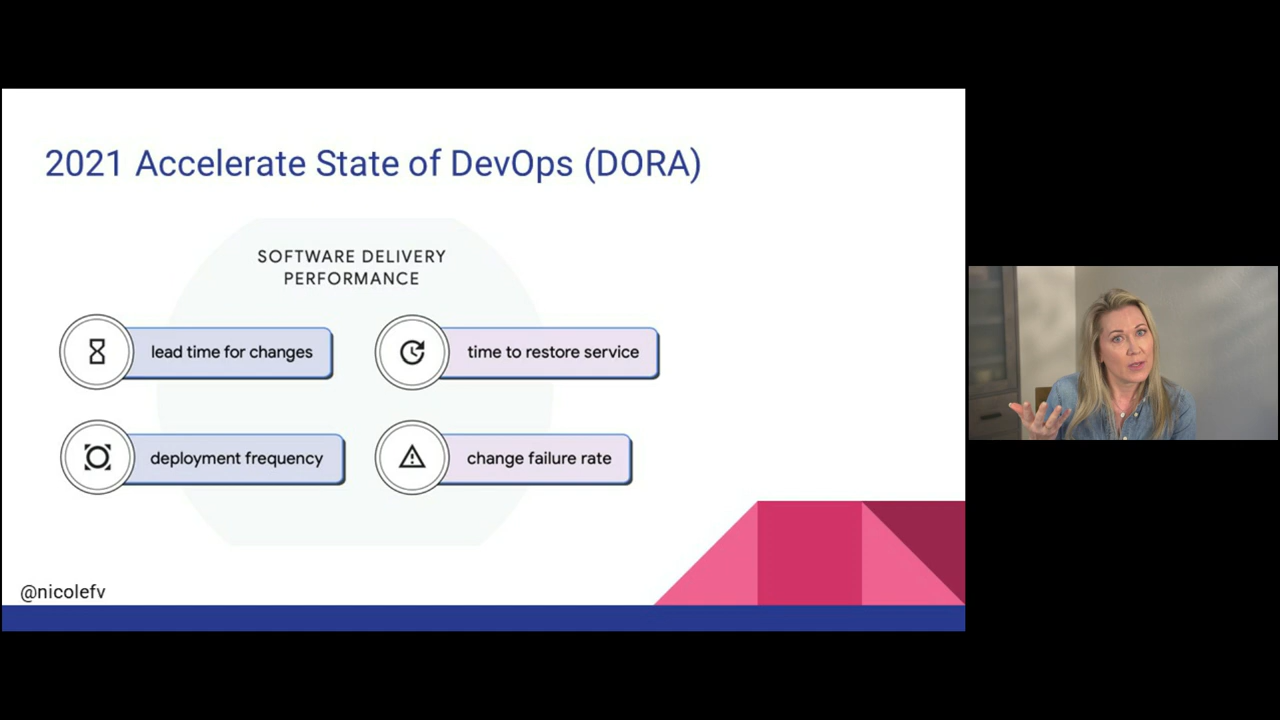 2021 Accelerate State of DevOps (DORA)
SOFTWARE DELIVERY
PERFORMANCE
lead time for changes
time to restore service
deployment frequency
change failure rate
@nicolefv